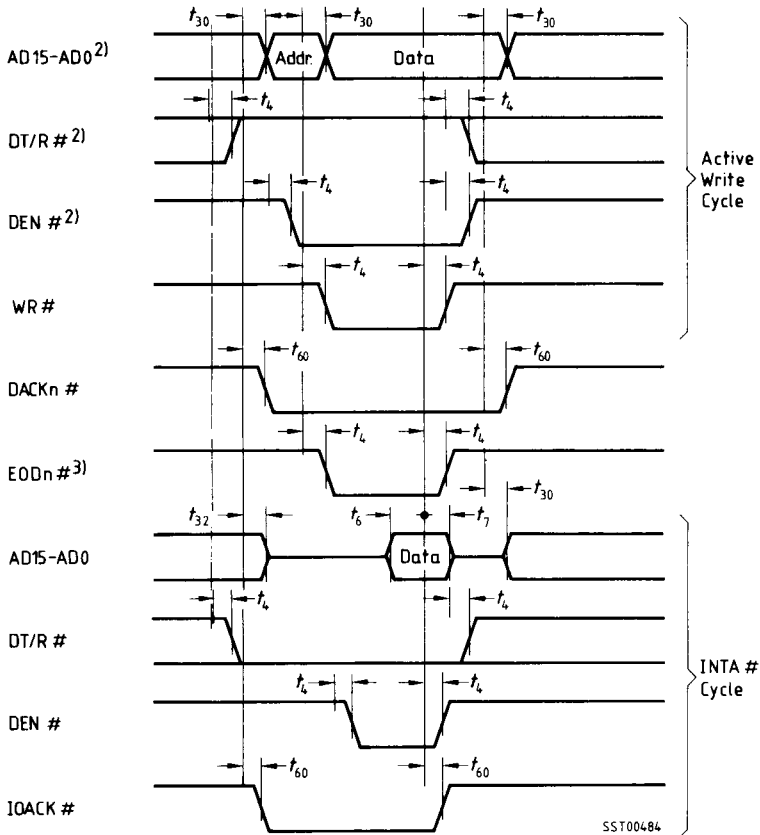 t30 t30 t30
AD15-AD0 2) Addr. Data
t4 t4
DT/R # 2)
t4 t4
DEN # 2)
t4 t4
WR #
Active
Write
Cycle
t60 t60
DACKn #
t4 t4
EODn # 3)
t32 t6 t7 t30
AD15-AD0 Data
t4 t4
DT/R #
t4 t4
DEN #
t60 t60
IOACK #
INTA #
Cycle
SST00484